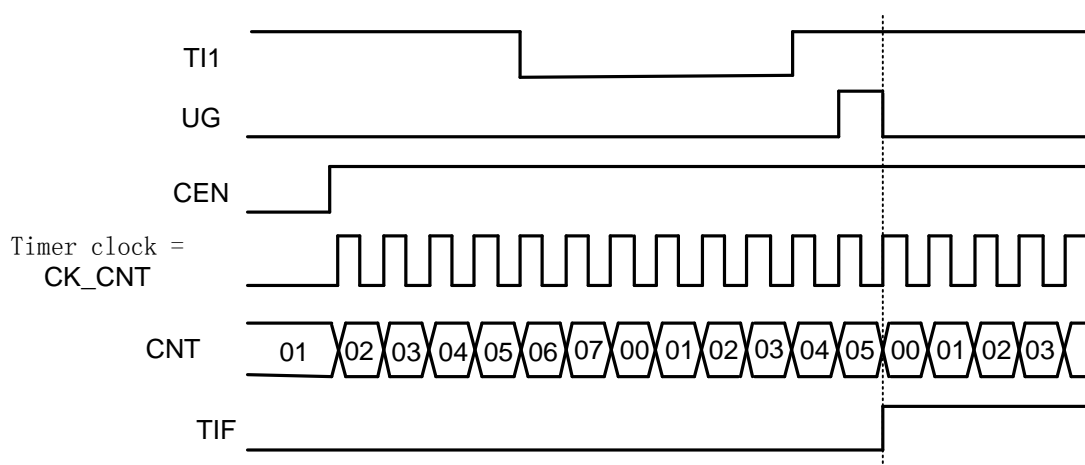 TI1
UG
CEN
Timer clock =
CK_CNT
CNT 01 02 03 04 05 06 07 00 01 02 03 04 05 00 01 02 03
TIF